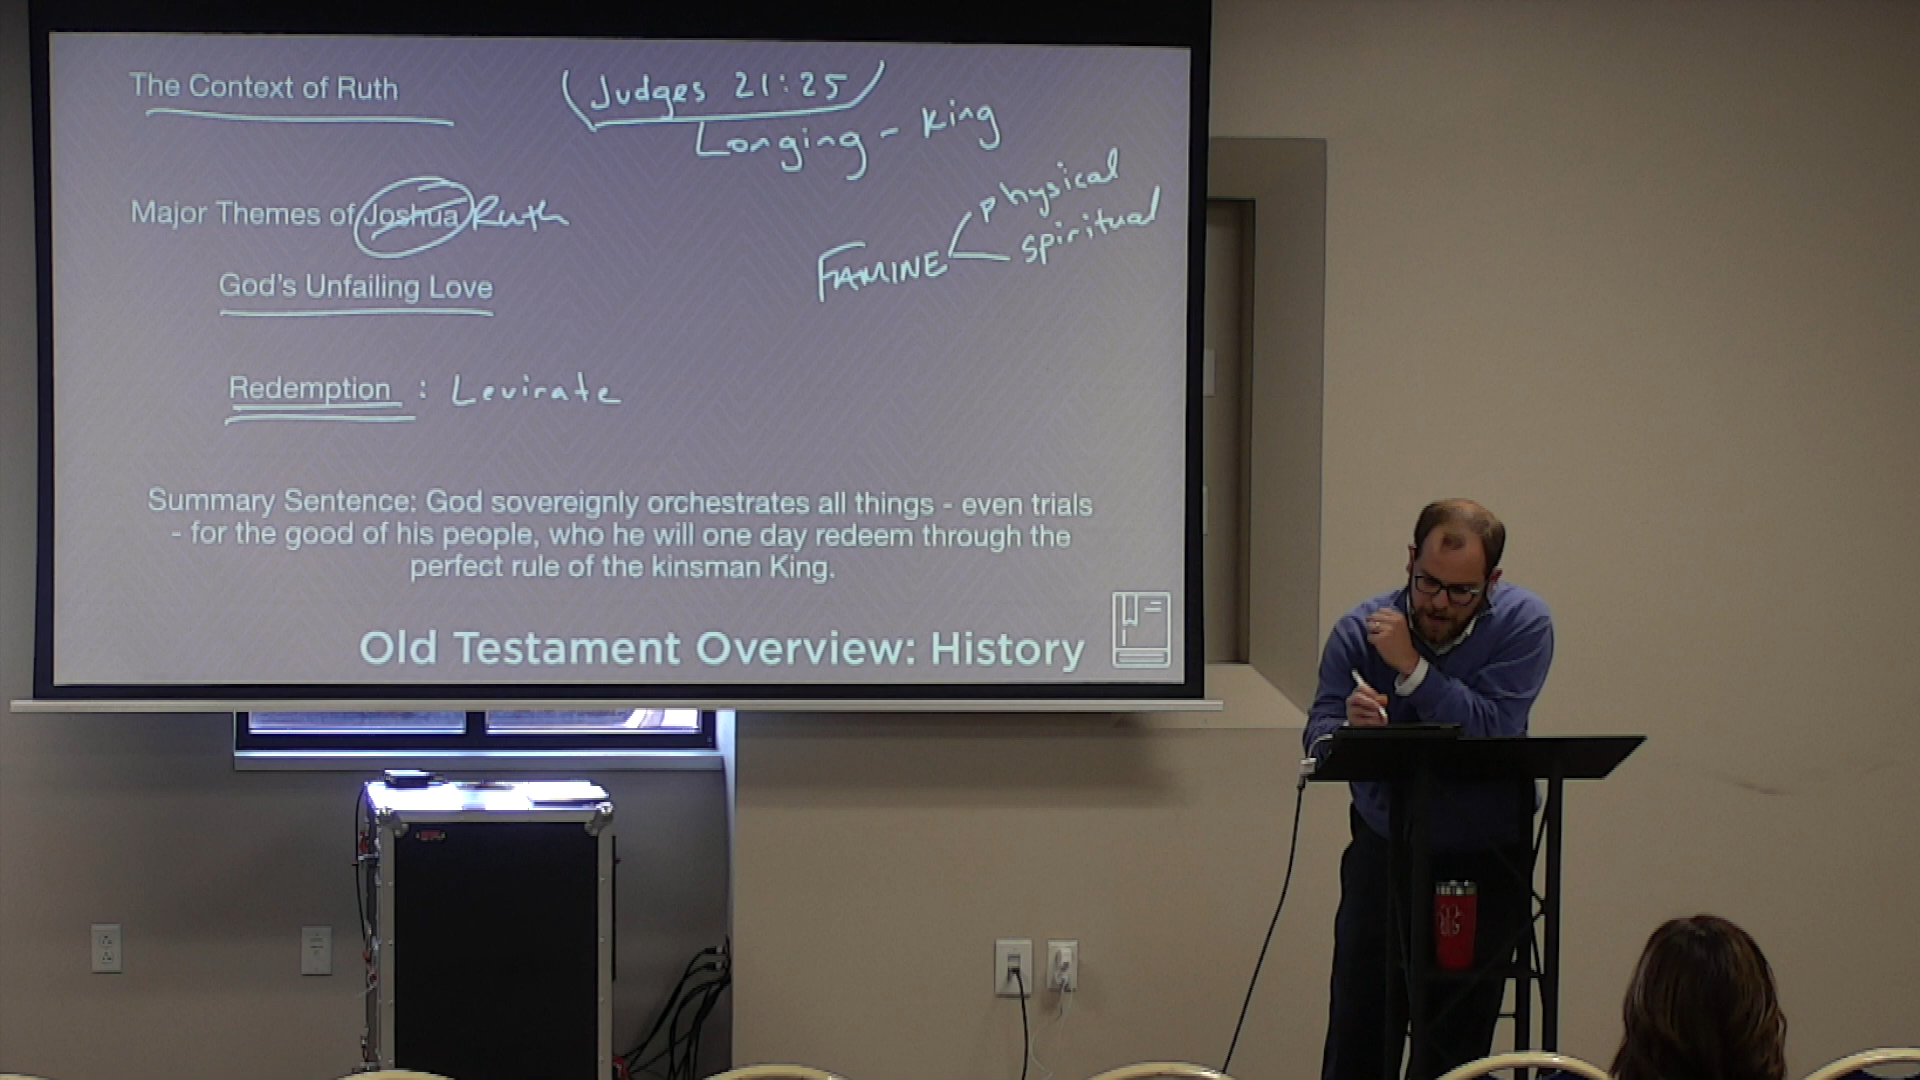 The Context of Ruth
(Judges 21:25)
Longing - King
Major Themes of Joshua Ruth
physical
FAMINE
spiritual
God's Unfailing Love
Redemption : Levirate
Summary Sentence: God sovereignly orchestrates all things - even trials
- for the good of his people, who he will one day redeem through the
perfect rule of the kinsman King.
Old Testament Overview: History